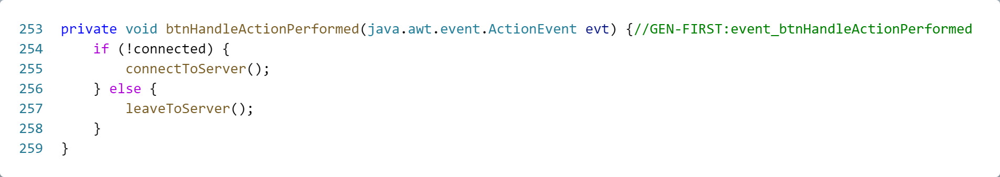 253 private void btnHandleActionPerformed(java.awt.event.ActionEvent evt) {//GEN-FIRST:event_btnHandleActionPerformed
254     if (!connected) {
255         connectToServer();
256     } else {
257         leaveToServer();
258     }
259 }